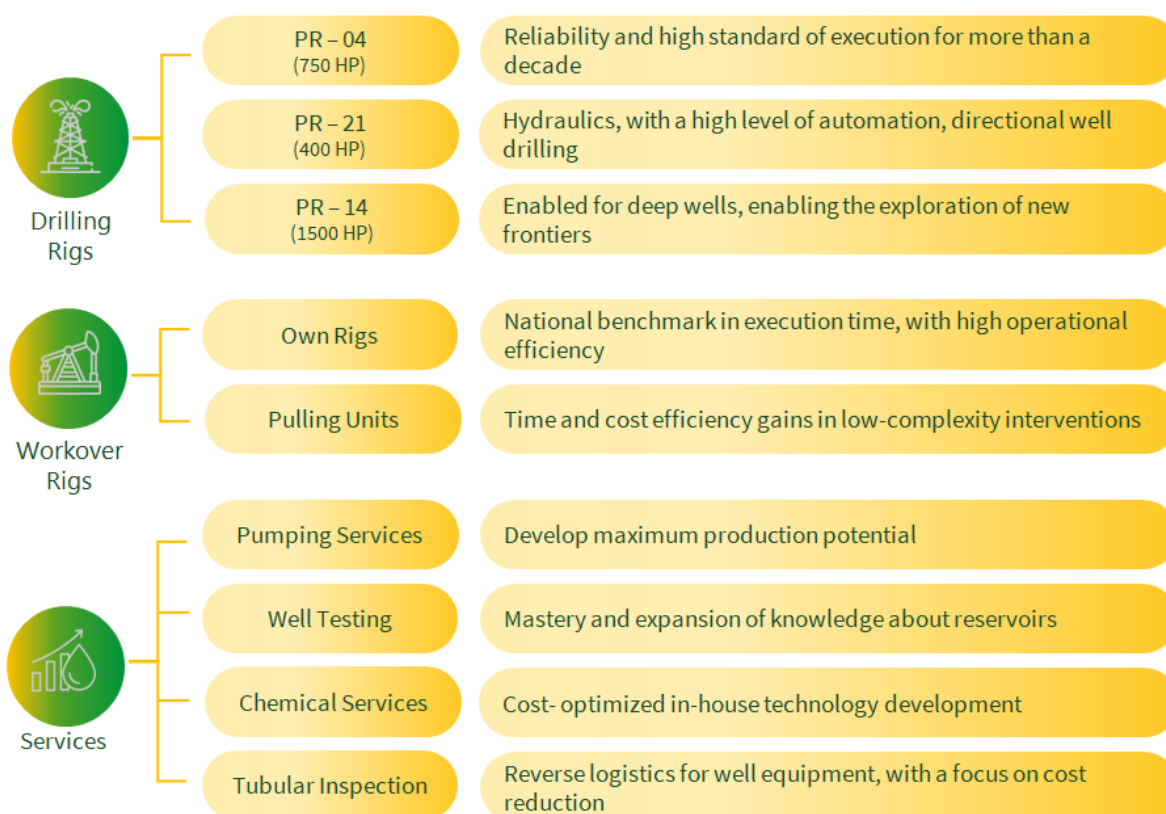 Drilling
Rigs
PR – 04
(750 HP)
Reliability and high standard of execution for more than a
decade
PR – 21
(400 HP)
Hydraulics, with a high level of automation, directional well
drilling
PR – 14
(1500 HP)
Enabled for deep wells, enabling the exploration of new
frontiers
Workover
Rigs
Own Rigs
National benchmark in execution time, with high operational
efficiency
Pulling Units
Time and cost efficiency gains in low-complexity interventions
Services
Pumping Services
Develop maximum production potential
Well Testing
Mastery and expansion of knowledge about reservoirs
Chemical Services
Cost- optimized in-house technology development
Tubular Inspection
Reverse logistics for well equipment, with a focus on cost
reduction